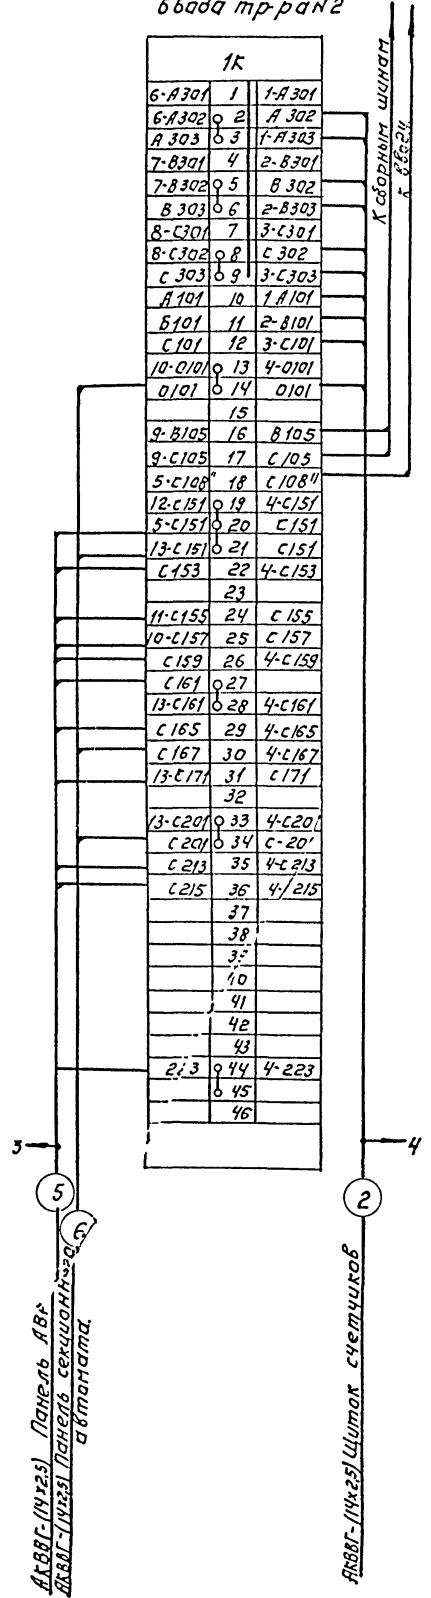 ввода тр-ра N2
1К
6-А301 1 1-А301
6-А302 2 А302
А303 3 1-А303
7-В301 4 2-В301
7-В302 5 В302
В303 6 2-В303
8-С301 7 3-С301
8-С302 8 С302
С303 9 3-С303
А101 10 1А101
Б101 11 2-В101
С101 12 3-С101
10-0101 13 4-0101
0101 14 0101
15
9-В105 16 В105
9-С105 17 С105
5-С108" 18 С108"
12-С151 19 4-С151
5-С151 20 С151
13-С151 21 С151
С153 22 4-С153
23
11-С155 24 С155
10-С157 25 С157
С159 26 4-С159
С161 27
13-С161 28 4-С161
С165 29 4-С165
С167 30 4-С167
13-С171 31 С171
32
13-С201 33 4-С201
С201 34 С-20'
С213 35 4-С213
С215 36 4-/215
37
38
39
40
41
42
43
44 4-223
45
46
К сборным шинам
к вводу
3
4
5
6
2
АКВВГ-(14х2,5) Панель АВР
АКВВГ-(14х2,5) Панель секционного
автомата.
АКВВГ-(14х2,5) Щиток счетчиков